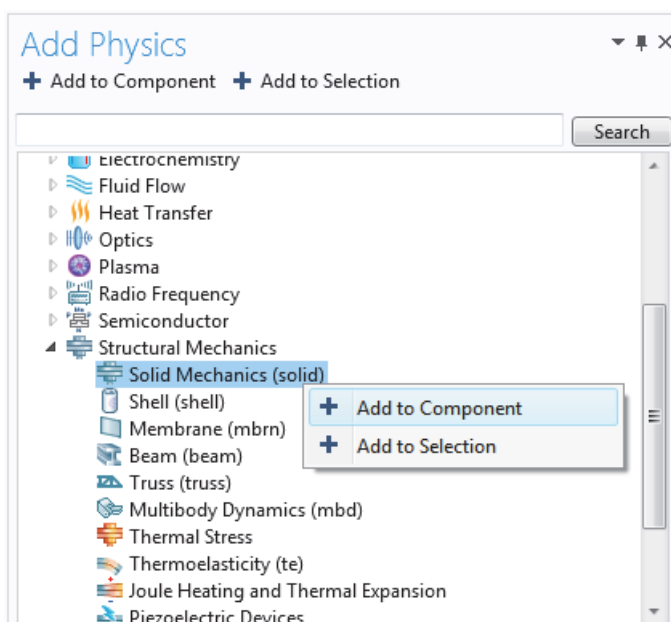 Add Physics
Add to Component Add to Selection
Search
Electrochemistry
Fluid Flow
Heat Transfer
Optics
Plasma
Radio Frequency
Semiconductor
Structural Mechanics
Solid Mechanics (solid)
Shell (shell)
Add to Component
Membrane (mbrn)
Add to Selection
Beam (beam)
Truss (truss)
Multibody Dynamics (mbd)
Thermal Stress
Thermoelasticity (te)
Joule Heating and Thermal Expansion
Piezoelectric Devices